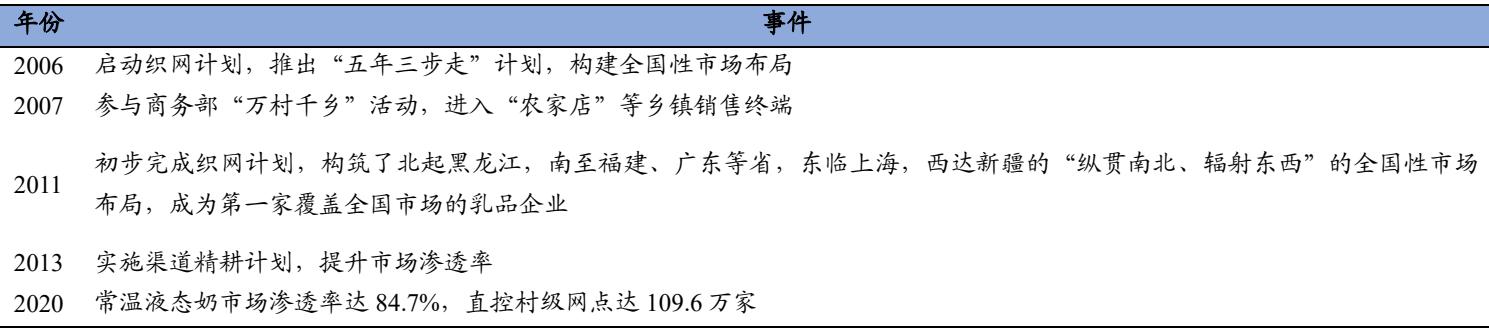 年份 事件
2006 启动织网计划，推出“五年三步走”计划，构建全国性市场布局
2007 参与商务部“万村千乡”活动，进入“农家店”等乡镇销售终端
2011 初步完成织网计划，构筑了北起黑龙江，南至福建、广东等省，东临上海，西达新疆的“纵贯南北、辐射东西”的全国性市场
布局，成为第一家覆盖全国市场的乳品企业
2013 实施渠道精耕计划，提升市场渗透率
2020 常温液态奶市场渗透率达 84.7%，直控村级网点达 109.6 万家